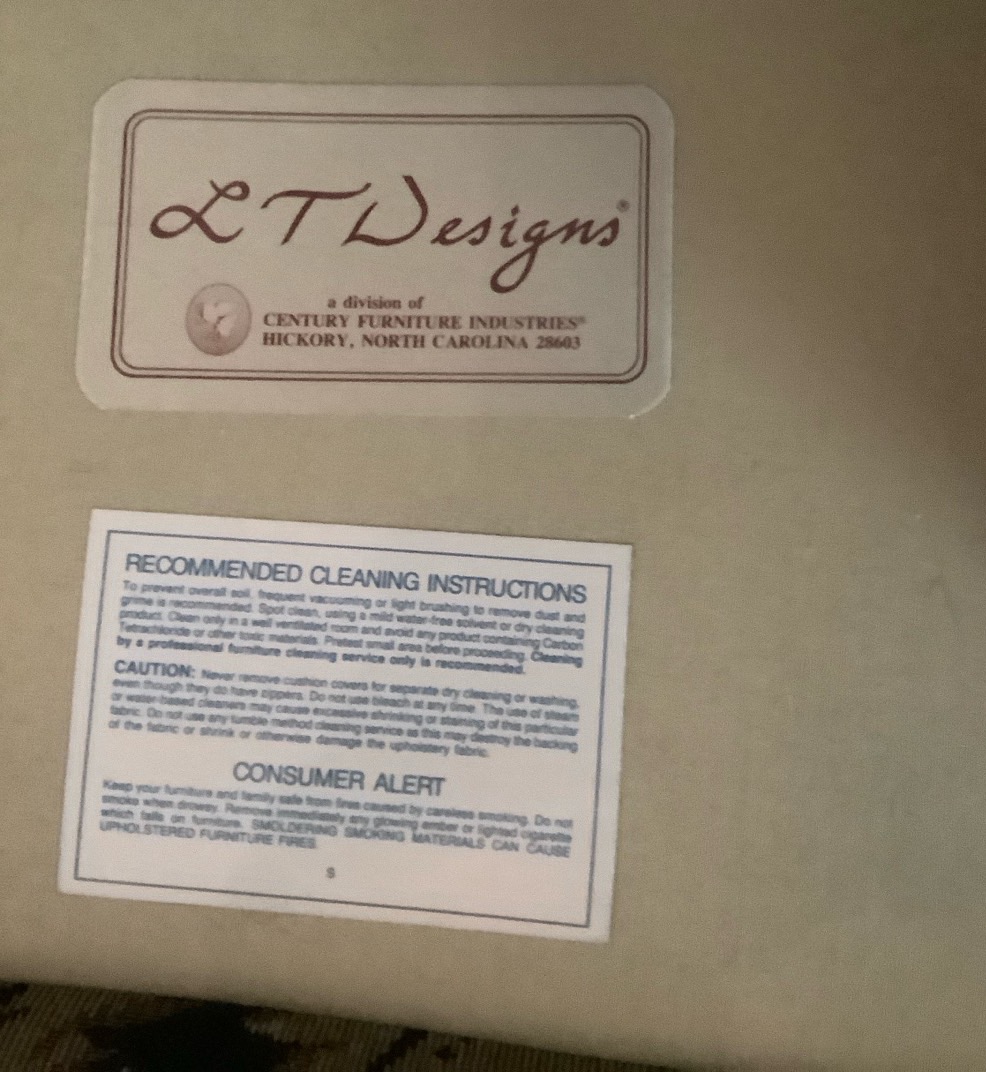 LT Designs®
a division of
CENTURY FURNITURE INDUSTRIES®
HICKORY, NORTH CAROLINA 28603
RECOMMENDED CLEANING INSTRUCTIONS
To prevent overall soil, frequent vacuuming or light brushing to remove dust and
grime is recommended. Spot clean, using a mild water-free solvent or dry cleaning
product. Clean only in a well ventilated room and avoid any product containing Carbon
Tetrachloride or other toxic materials. Pretest small area before proceeding. Cleaning
by a professional furniture cleaning service only is recommended.
CAUTION: Never remove cushion covers for separate dry cleaning or washing,
even though they do have zippers. Do not use bleach at any time. The use of steam
or water-based cleaners may cause excessive shrinking or staining of this particular
fabric. Do not use any tumble method cleaning service as this may destroy the backing
of the fabric or shrink or otherwise damage the upholstery fabric.
CONSUMER ALERT
Keep your furniture and family safe from fires caused by careless smoking. Do not
smoke when drowsy. Remove immediately any glowing ember or lighted cigarette
which falls on furniture. SMOLDERING SMOKING MATERIALS CAN CAUSE
UPHOLSTERED FURNITURE FIRES.
S